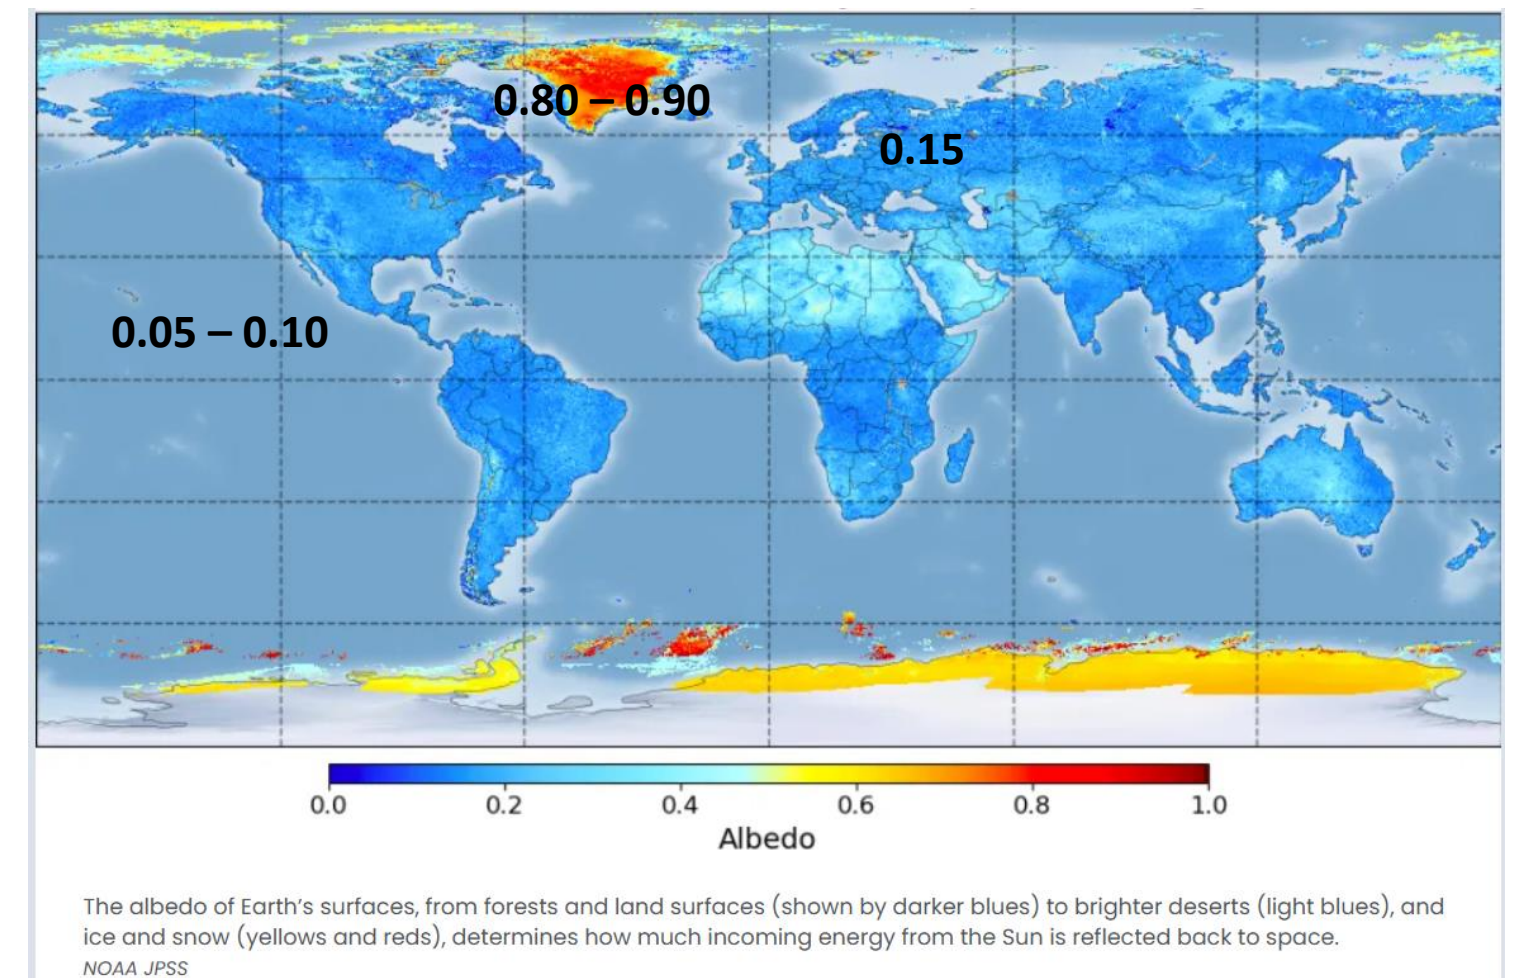 0.80 – 0.90
0.15
0.05 – 0.10
0.0 0.2 0.4 0.6 0.8 1.0
Albedo
The albedo of Earth’s surfaces, from forests and land surfaces (shown by darker blues) to brighter deserts (light blues), and
ice and snow (yellows and reds), determines how much incoming energy from the Sun is reflected back to space.
NOAA JPSS